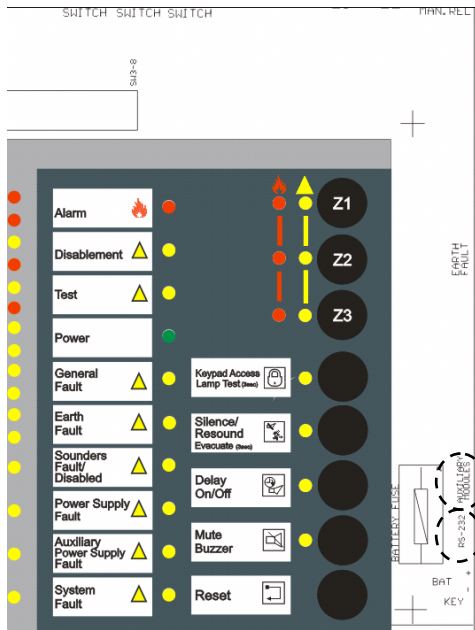 SWITCH SWITCH SWITCH
MAN.REL
SW3-8
Alarm
Z1
Disablement
Z2
EARTH
FAULT
Test
Z3
Power
General
Fault
Keypad Access
Lamp Test (3sec)
Earth
Fault
Silence/
Resound
Evacuate (3sec)
Sounders
Fault/
Disabled
Delay
On/Off
Power Supply
Fault
Auxiliary
Power Supply
Fault
Mute
Buzzer
System
Fault
Reset
BATTERY FUSE
AUXILIARY
MODULES
RS-232
BAT
+
-
KEY